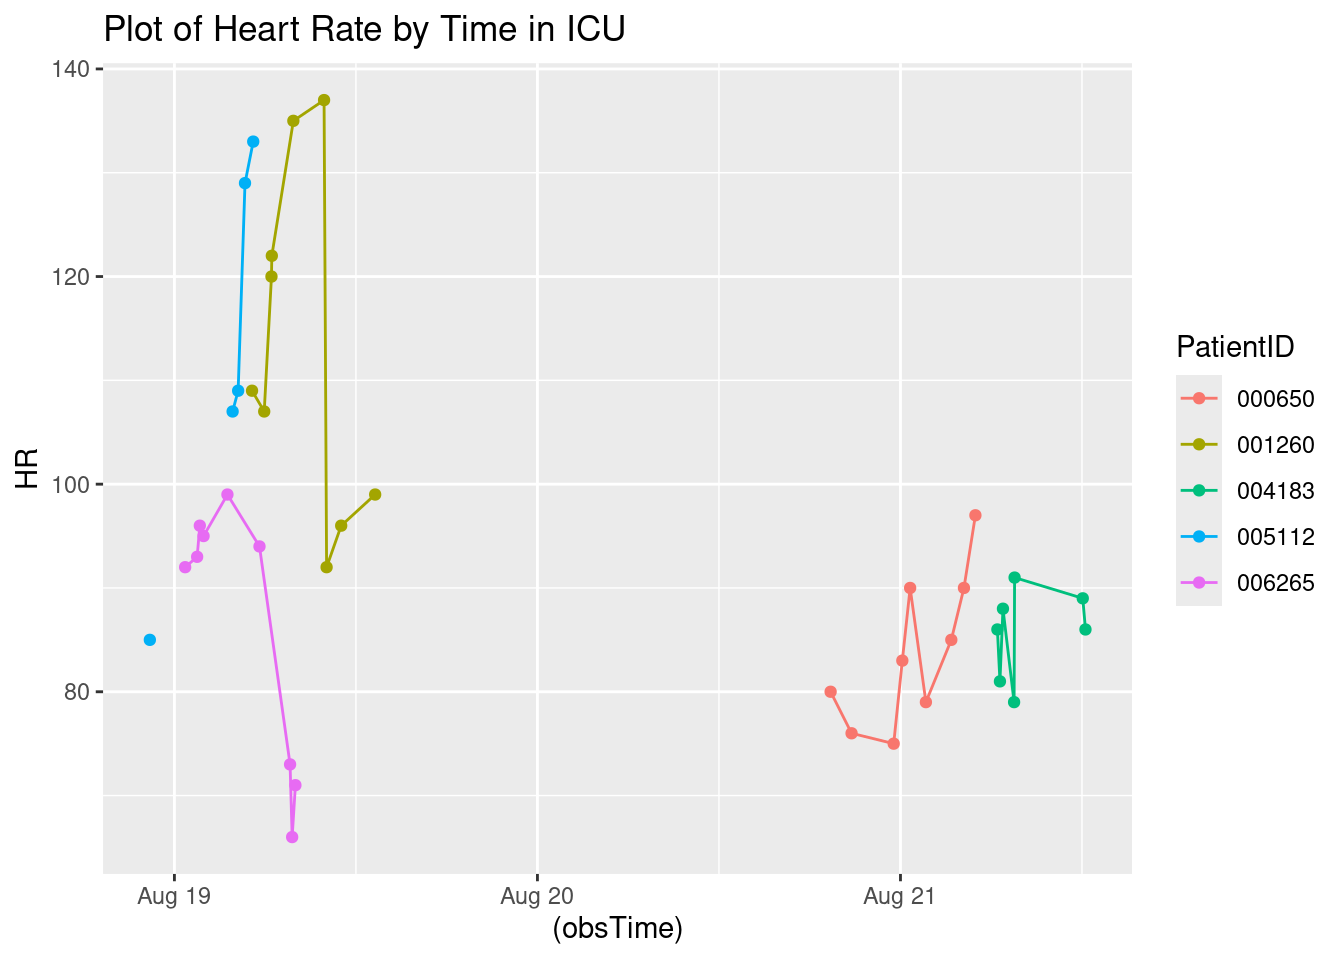 Plot of Heart Rate by Time in ICU
140
120
100
80
HR
Aug 19
Aug 20
Aug 21
(obsTime)
PatientID
000650
001260
004183
005112
006265